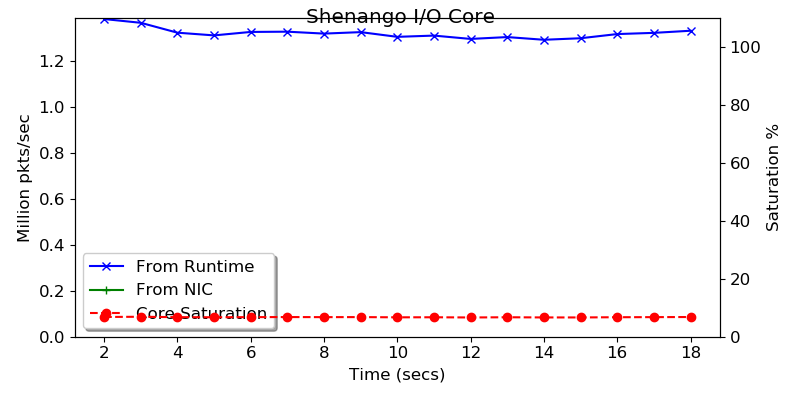 Shenango I/O Core
Million pkts/sec
1.2
1.0
0.8
0.6
0.4
0.2
0.0
From Runtime
From NIC
Core Saturation
100
80
60
40
20
0
Saturation %
2 4 6 8 10 12 14 16 18
Time (secs)